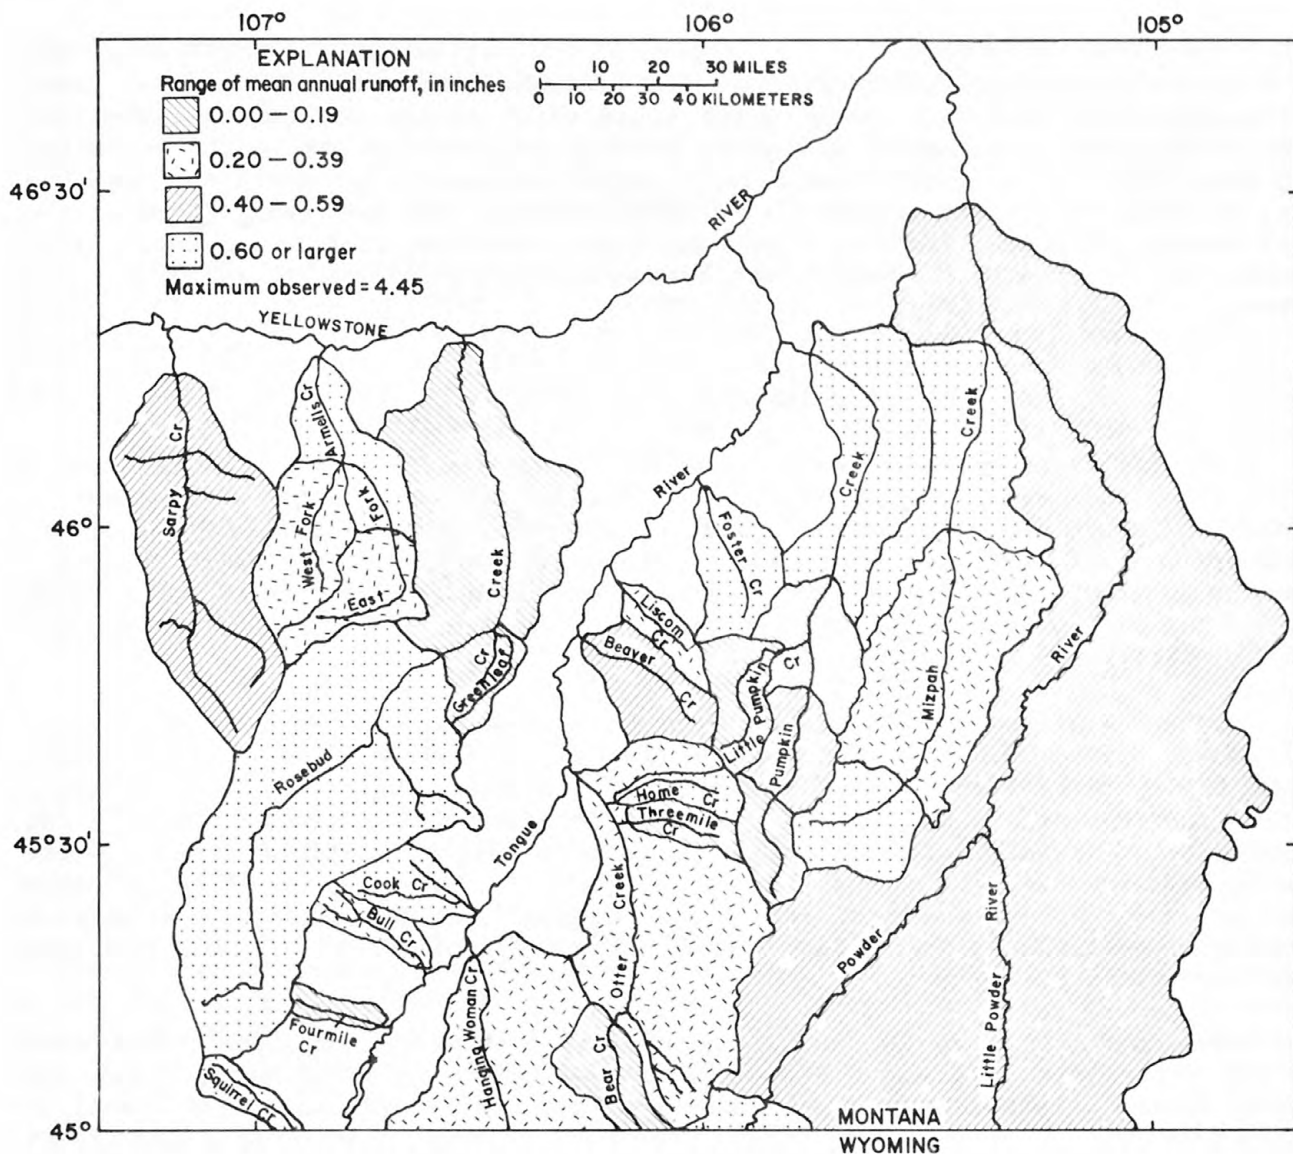 107° 106° 105°
EXPLANATION
Range of mean annual runoff, in inches
0.00 – 0.19
0.20 – 0.39
0.40 – 0.59
0.60 or larger
Maximum observed = 4.45
0 10 20 30 MILES
0 10 20 30 40 KILOMETERS
46°30'
46°
45°30'
45°
YELLOWSTONE
RIVER
Sarpy
Cr
Armells Cr
West Fork
East
Fork
Creek
Rosebud
Greenleaf
Cr
River
Tongue
Foster
Cr
Liscom
Cr
Beaver
Cr
Creek
Pumpkin
Little Pumpkin
Cr
Creek
Mizpah
River
Powder
River
Little Powder
Home Cr
Threemile
Cr
Creek
Otter
Cook Cr
Bull Cr
Fourmile
Cr
Squirrel Cr
Hanging Woman Cr
Bear
Cr
MONTANA
WYOMING